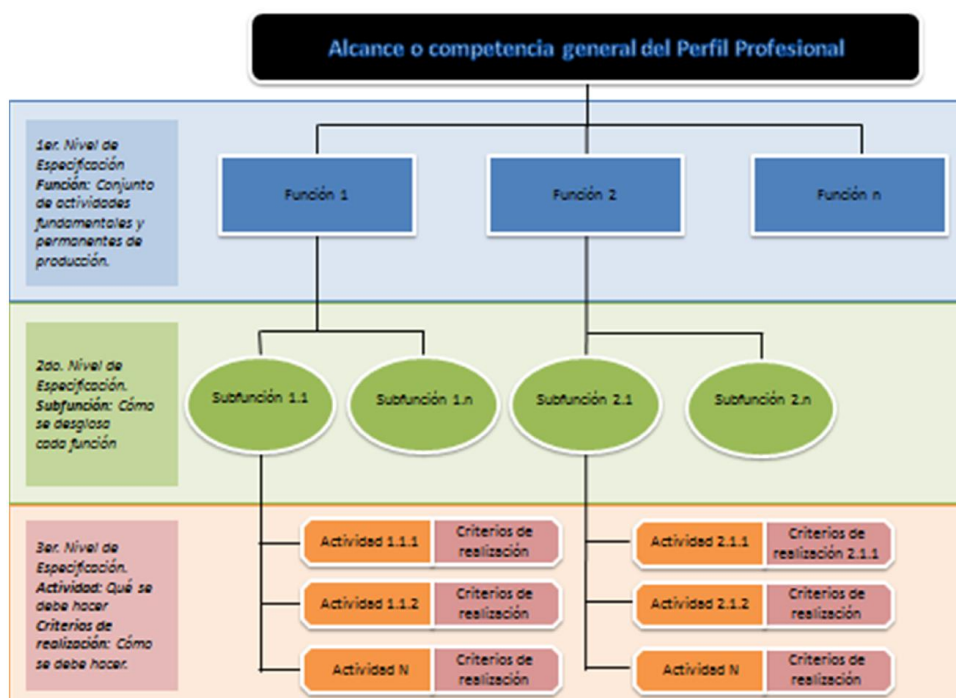 Alcance o competencia general del Perfil Profesional
1er. Nivel de
Especificación
Función: Conjunto
de actividades
fundamentales y
permanentes de
producción.
Función 1
Función 2
Función n
2do. Nivel de
Especificación.
Subfunción: Cómo
se desglosa
cada función
Subfunción 1.1
Subfunción 1.n
Subfunción 2.1
Subfunción 2.n
3er. Nivel de
Especificación.
Actividad: Qué se
debe hacer
Criterios de
realización: Cómo
se debe hacer.
Actividad 1.1.1
Criterios de
realización
Actividad 2.1.1
Criterios de
realización 2.1.1
Actividad 1.1.2
Criterios de
realización
Actividad 2.1.2
Criterios de
realización
Actividad N
Criterios de
realización
Actividad N
Criterios de
realización